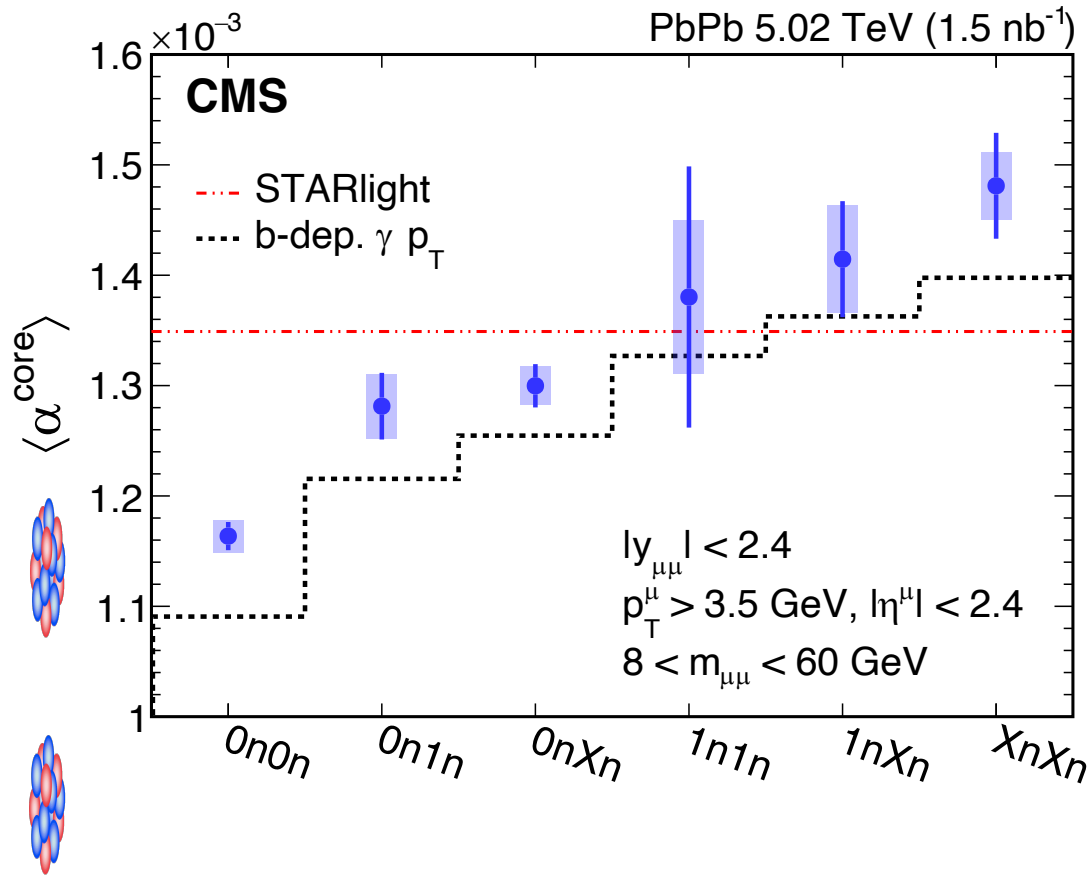 ×10⁻³
PbPb 5.02 TeV (1.5 nb⁻¹)
1.6
CMS
1.5
STARlight
b-dep. γ p_T
1.4
⟨α^core⟩
1.3
1.2
|y_μμ| < 2.4
p_T^μ > 3.5 GeV, |η^μ| < 2.4
1.1
8 < m_μμ < 60 GeV
1
0n0n 0n1n 0nXn 1n1n 1nXn XnXn